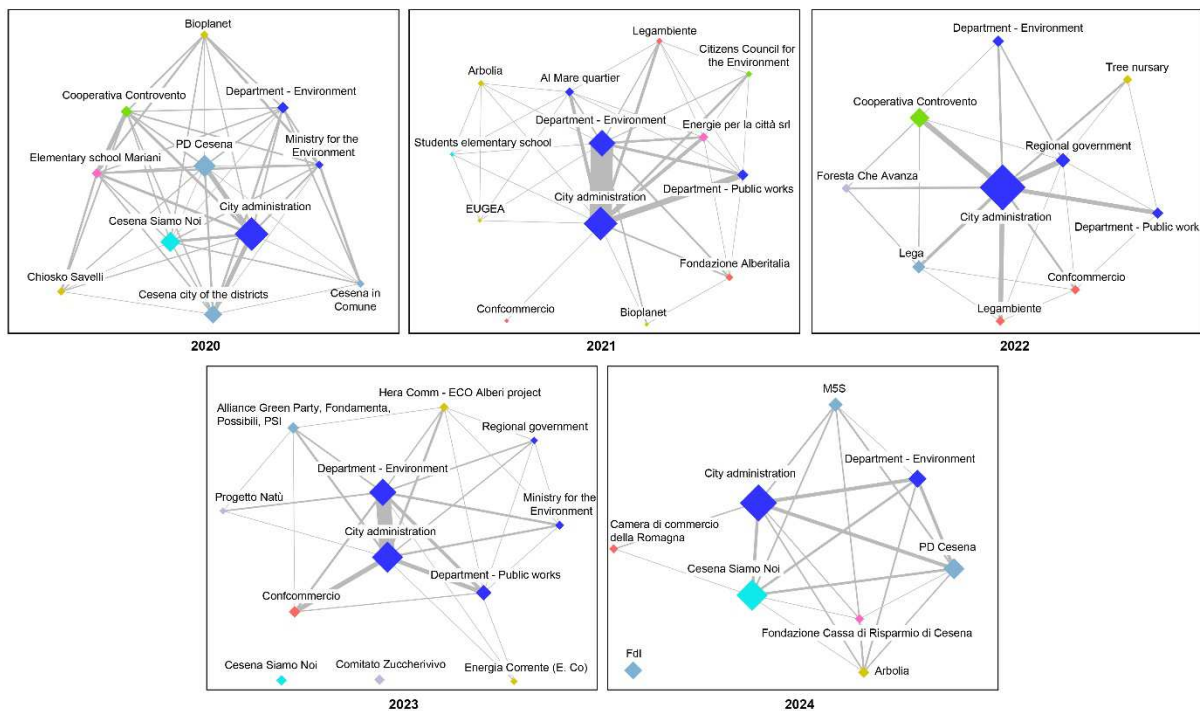 Bioplanet
Cooperativa Controvento
Department - Environment
PD Cesena
Ministry for the
Environment
Elementary school Mariani
City administration
Cesena Siamo Noi
Chiosko Savelli
Cesena city of the districts
Cesena in
Comune
2020
Legambiente
Citizens Council for
the Environment
Arbolia
Al Mare quartier
Department - Environment
Energie per la città srl
Students elementary school
Department - Public works
City administration
EUGEA
Fondazione Alberitalia
Confcommercio
Bioplanet
2021
Department - Environment
Tree nursary
Cooperativa Controvento
Regional government
Foresta Che Avanza
City administration
Department - Public work
Lega
Confcommercio
Legambiente
2022
Hera Comm - ECO Alberi project
Alliance Green Party, Fondamenta,
Possibili, PSI
Regional government
Department - Environment
Progetto Natù
Ministry for the
Environment
City administration
Department - Public works
Confcommercio
Cesena Siamo Noi
Comitato Zuccherivivo
Energia Corrente (E. Co)
2023
M5S
Department - Environment
City administration
Camera di commercio
della Romagna
PD Cesena
Cesena Siamo Noi
Fondazione Cassa di Risparmio di Cesena
FdI
Arbolia
2024